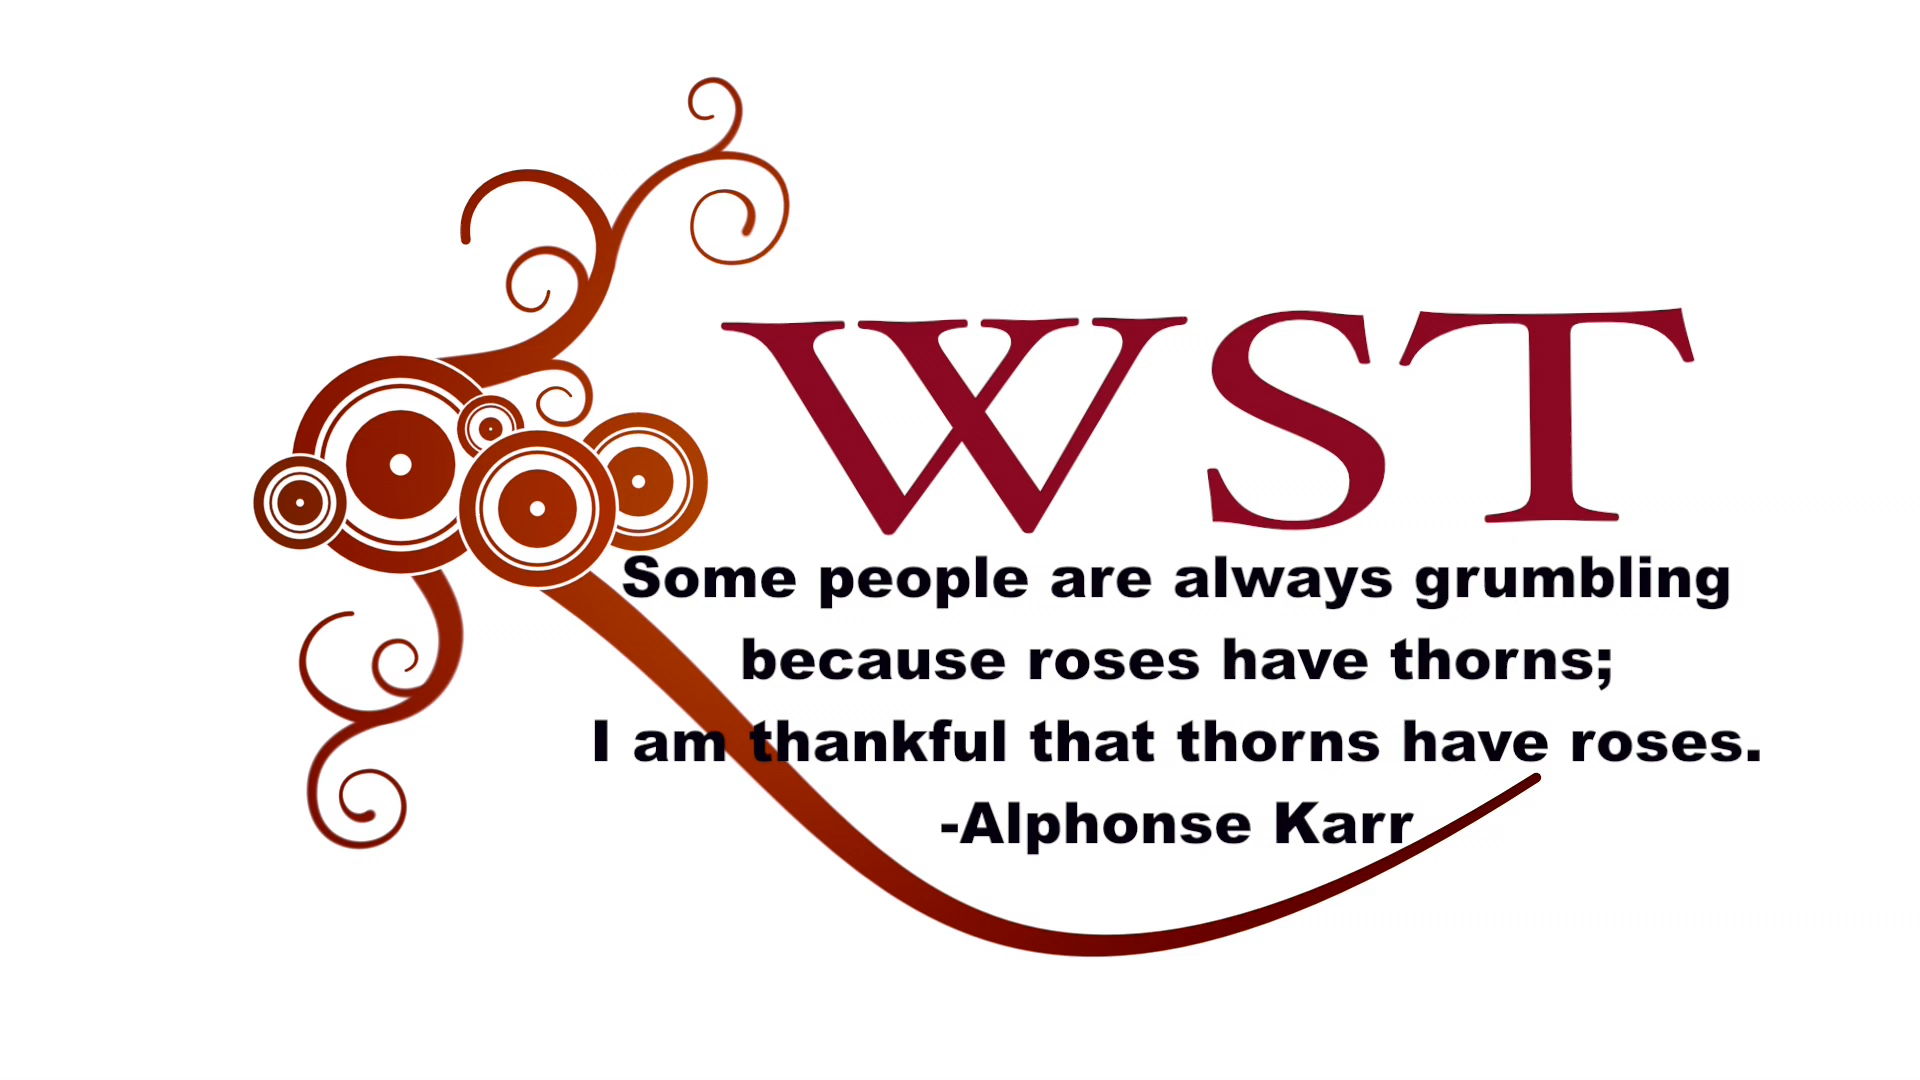 WST
Some people are always grumbling
because roses have thorns;
I am thankful that thorns have roses.
-Alphonse Karr